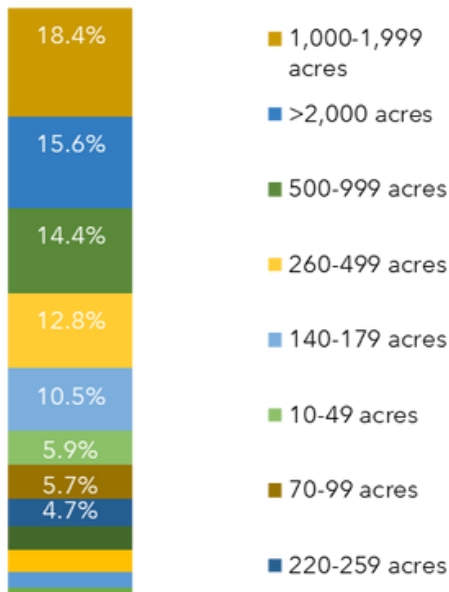 18.4%
15.6%
14.4%
12.8%
10.5%
5.9%
5.7%
4.7%
1,000-1,999
acres
>2,000 acres
500-999 acres
260-499 acres
140-179 acres
10-49 acres
70-99 acres
220-259 acres